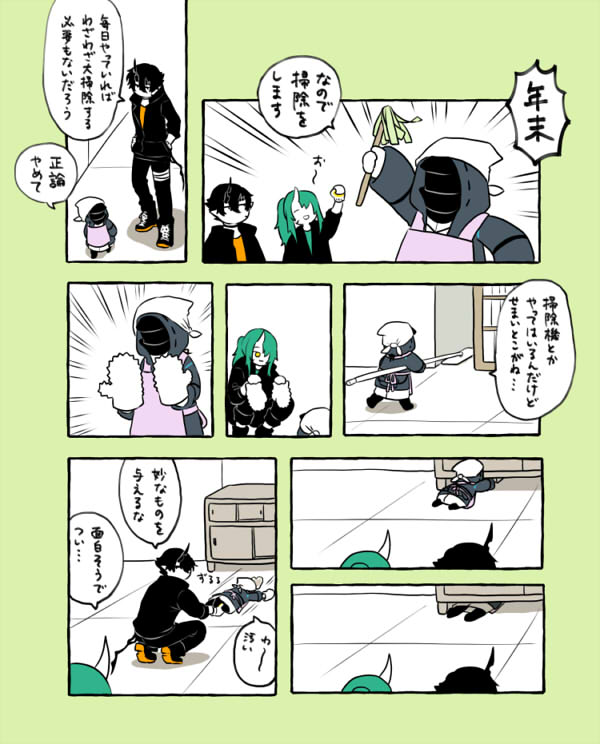 年末
なので
掃除を
します
お〜
毎日やっていれば
わざわざ大掃除する
必要もないだろう
正論
やめて
掃除機とか
やってはいるんだけど
せまいとこがね…
妙なものを
与えるな
面白そうで
つい…
ずるる
わ〜
汚い